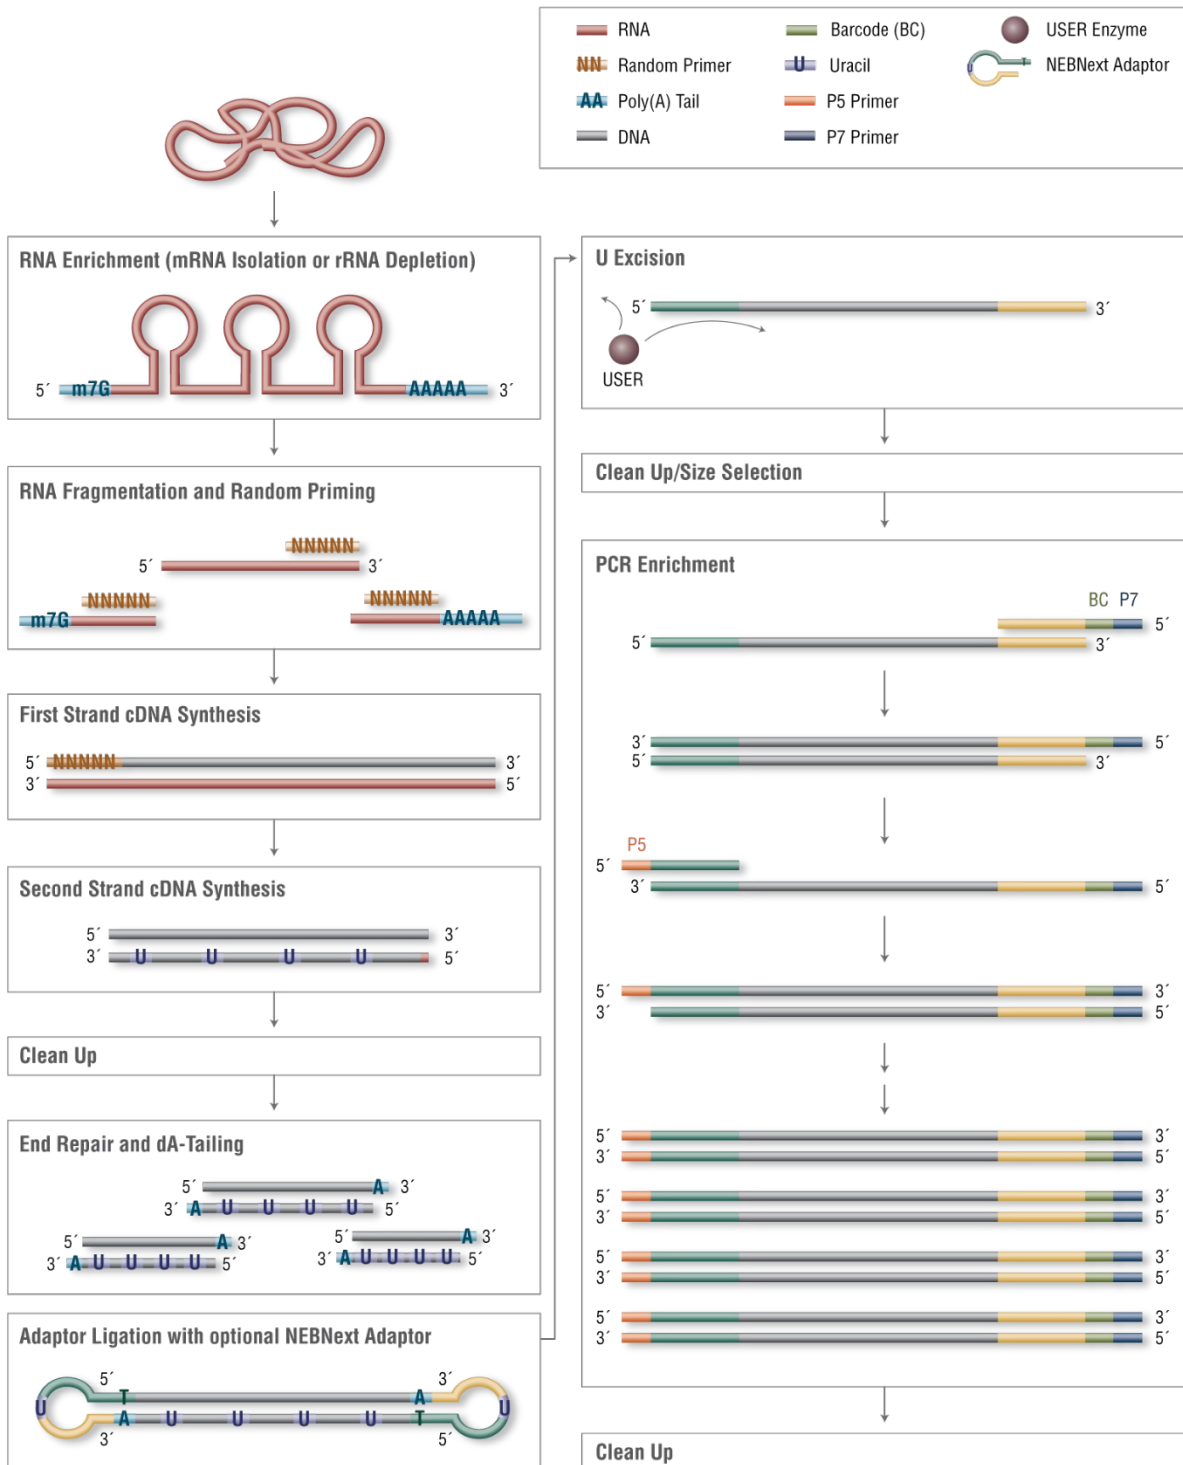 RNA
Random Primer
Poly(A) Tail
DNA
Barcode (BC)
Uracil
P5 Primer
P7 Primer
USER Enzyme
NEBNext Adaptor
NN
AA
U
U
T
RNA Enrichment (mRNA Isolation or rRNA Depletion)
5´ m7G AAAAA 3´
RNA Fragmentation and Random Priming
NNNNN
5´ 3´
NNNNN NNNNN
m7G AAAAA
First Strand cDNA Synthesis
5´ NNNNN 3´
3´ 5´
Second Strand cDNA Synthesis
5´ 3´
3´ U U U U 5´
Clean Up
End Repair and dA-Tailing
5´ A 3´
3´ A U U U U 5´
5´ A 3´
3´ A U U U U 5´
5´ A 3´
3´ A U U U U 5´
Adaptor Ligation with optional NEBNext Adaptor
5´ 3´
T A
U U
A U U U U T
3´ 5´
U Excision
5´ 3´
USER
Clean Up/Size Selection
PCR Enrichment
BC P7
5´
5´ 3´
3´ 5´
5´ 3´
P5
5´
3´ 5´
5´ 3´
3´ 5´
5´ 3´
3´ 5´
5´ 3´
3´ 5´
5´ 3´
3´ 5´
5´ 3´
3´ 5´
Clean Up